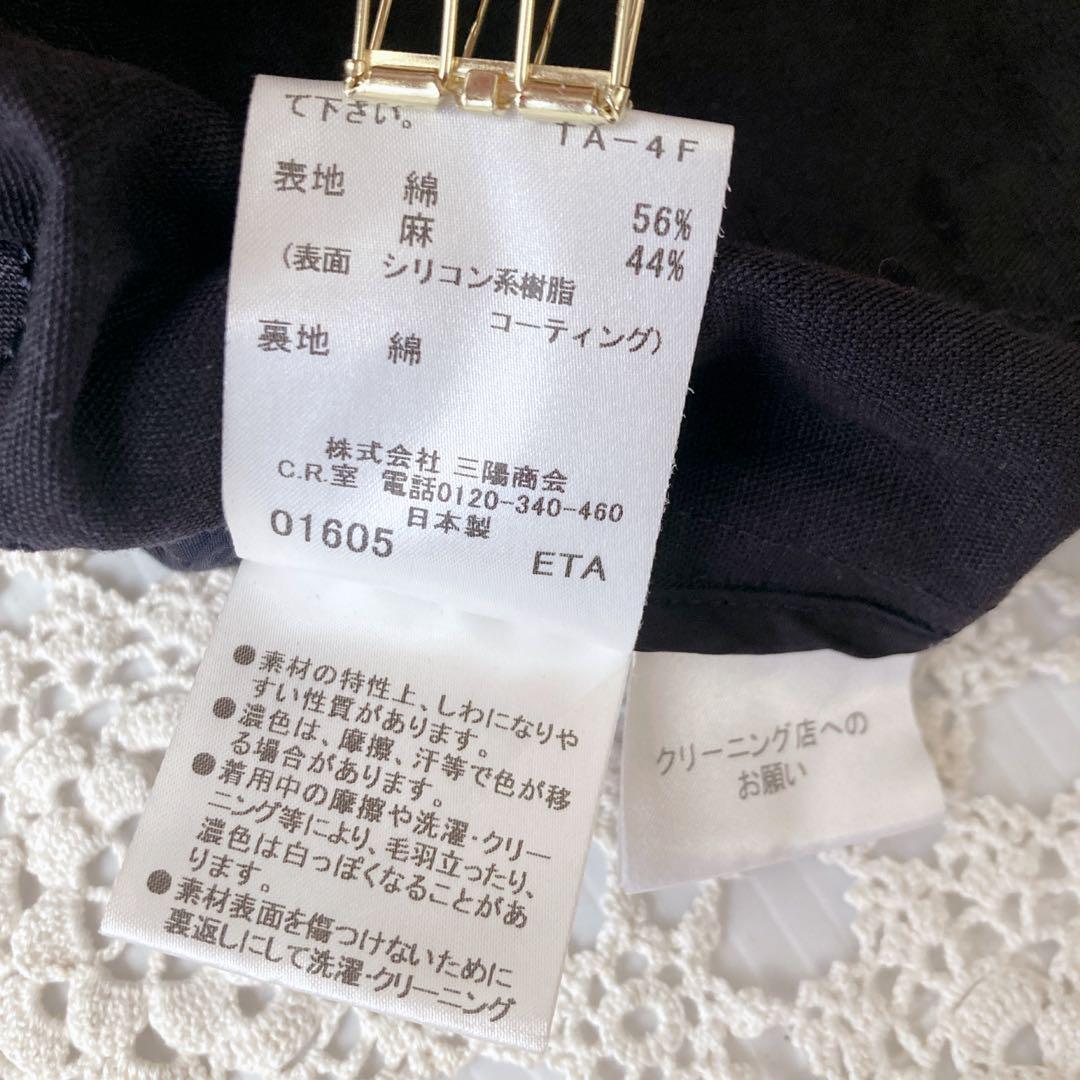 て下さい。
TA-4F
表地 綿 56%
麻 44%
(表面 シリコン系樹脂
コーティング)
裏地 綿
株式会社 三陽商会
C.R.室 電話0120-340-460
日本製
01605 ETA
●素材の特性上、しわになりや
すい性質があります。
●濃色は、摩擦、汗等で色が移
る場合があります。
●着用中の摩擦や洗濯・クリー
ニング等により、毛羽立ったり、
濃色は白っぽくなることがあ
ります。
●素材表面を傷つけないために
裏返しにして洗濯・クリーニング
クリーニング店への
お願い